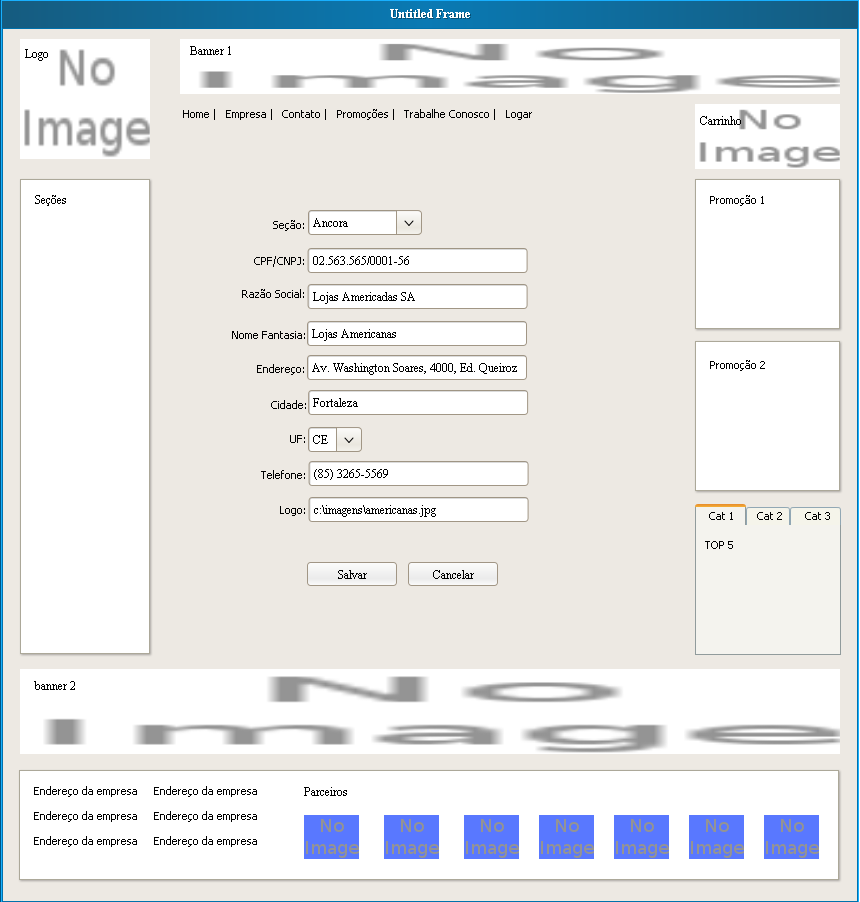 Untitled Frame
Logo
No
Image
Banner 1
No
Image
Home | Empresa | Contato | Promoções | Trabalhe Conosco | Logar
Carrinho
No
Image
Seções
Seção: Ancora
CPF/CNPJ: 02.563.565/0001-56
Razão Social: Lojas Americadas SA
Nome Fantasia: Lojas Americanas
Endereço: Av. Washington Soares, 4000, Ed. Queiroz
Cidade: Fortaleza
UF: CE
Telefone: (85) 3265-5569
Logo: c:\imagens\americanas.jpg
Salvar Cancelar
Promoção 1
Promoção 2
Cat 1 Cat 2 Cat 3
TOP 5
banner 2
No
Image
Endereço da empresa Endereço da empresa
Endereço da empresa Endereço da empresa
Endereço da empresa Endereço da empresa
Parceiros
No No No No No No No
Image Image Image Image Image Image Image